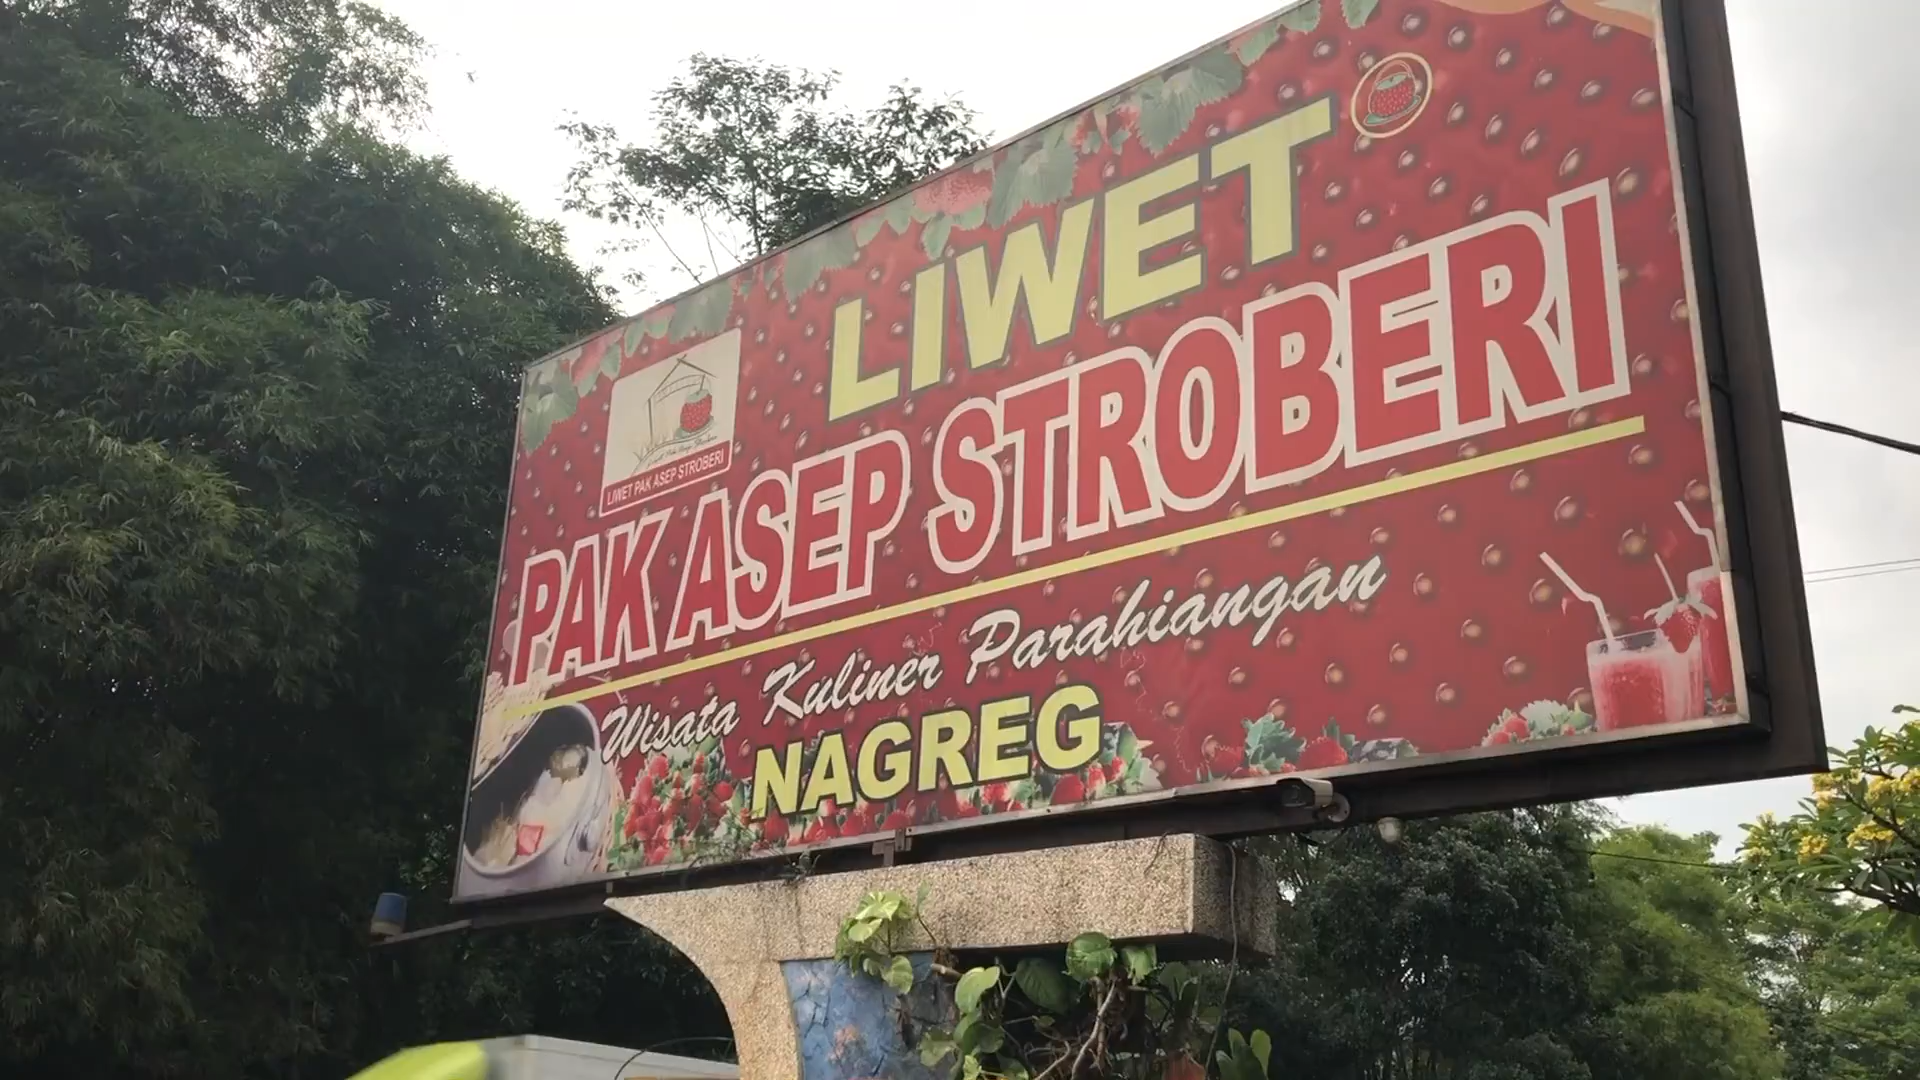 LIWET
LIWET PAK ASEP STROBERI
PAK ASEP STROBERI
Wisata Kuliner Parahiangan
NAGREG